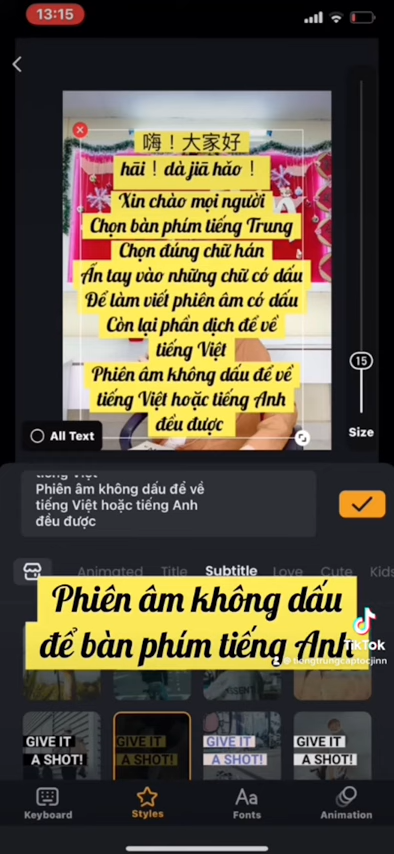 13:15
嗨！大家好
hāi！dà jiā hǎo！
Xin chào mọi người
Chọn bàn phím tiếng Trung
Chọn đúng chữ hán
Ấn tay vào những chữ có dấu
Để làm viết phiên âm có dấu
Còn lại phần dịch để về
tiếng Việt
Phiên âm không dấu để về
tiếng Việt hoặc tiếng Anh
đều được
15
Size
All Text
tiếng Việt
Phiên âm không dấu để về
tiếng Việt hoặc tiếng Anh
đều được
Animated Title Subtitle Love Cute Kids
Phiên âm không dấu
để bàn phím tiếng Anh
TikTok
@tiengtrungcaptocjinn
GIVE IT
A SHOT!
GIVE IT
A SHOT!
GIVE IT
A SHOT!
GIVE IT
A SHOT!
Keyboard Styles Fonts Animation